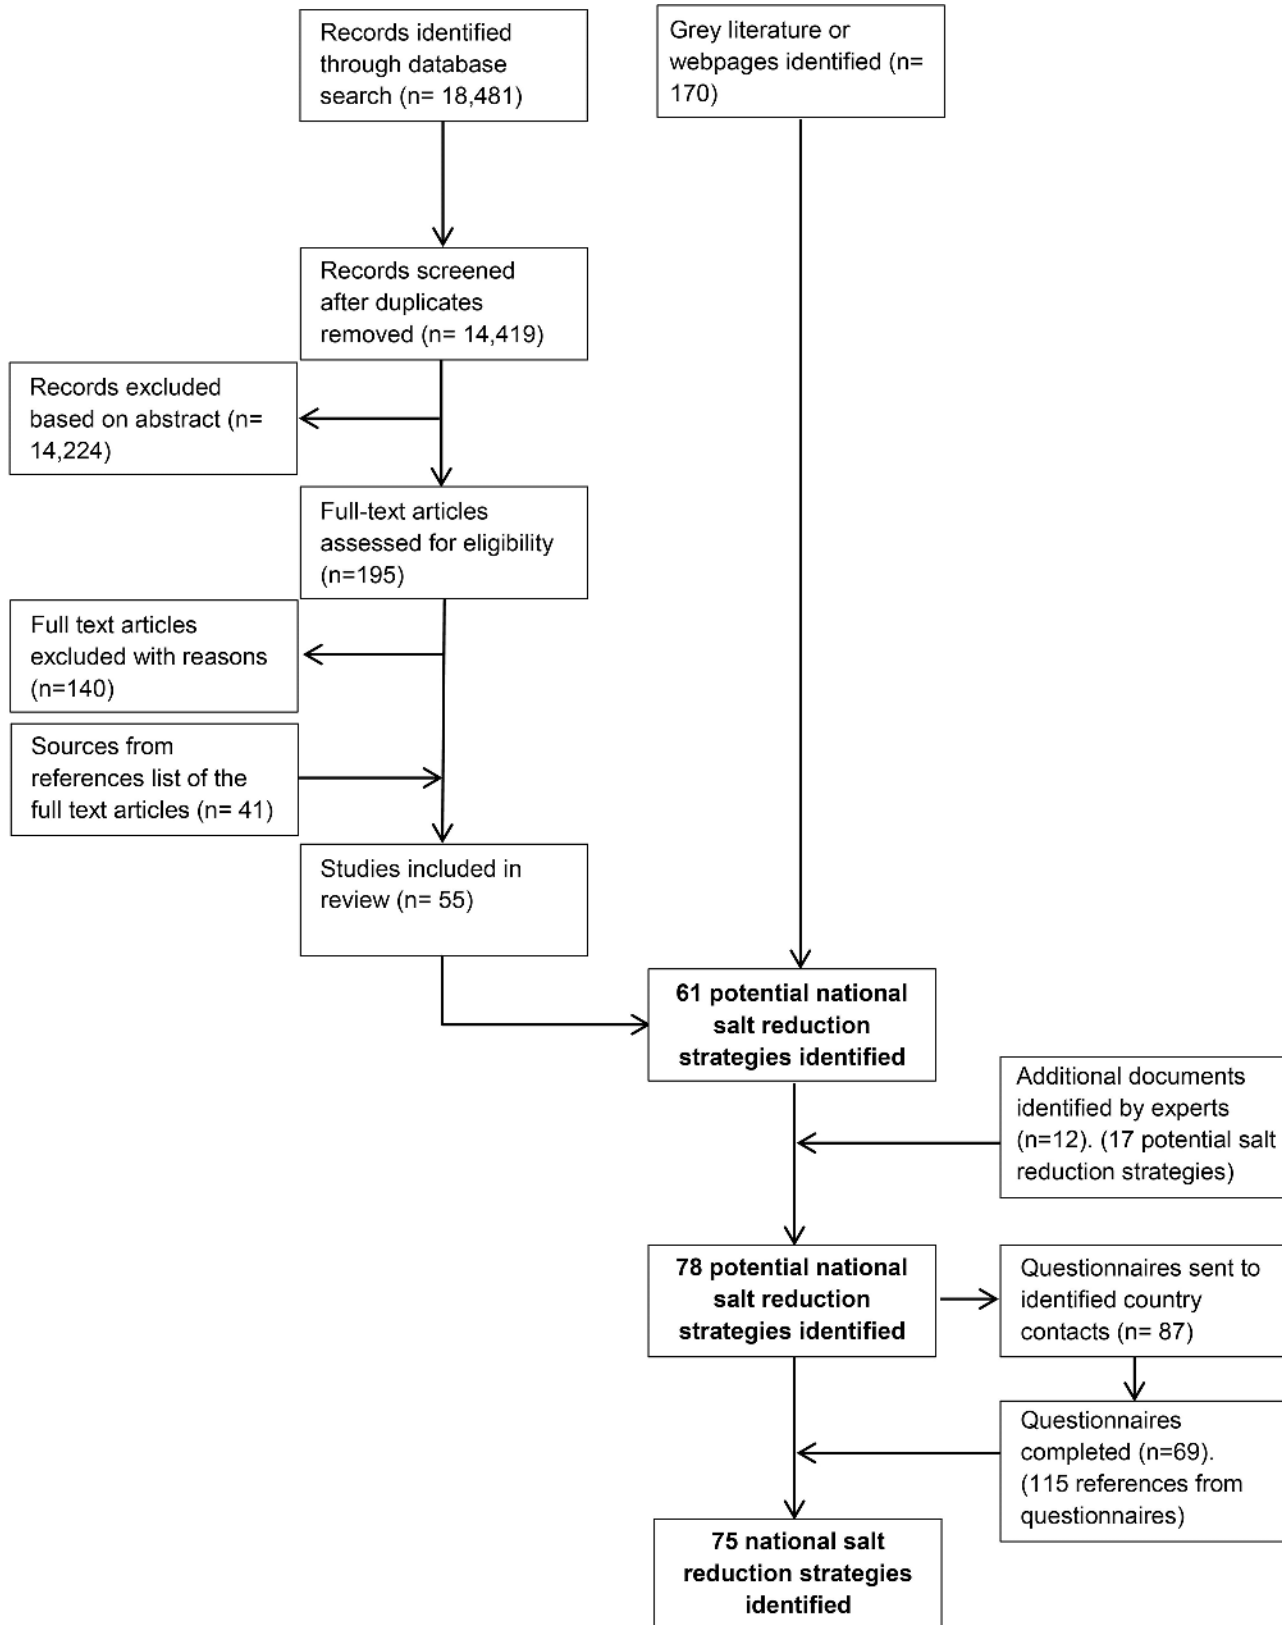 Records identified
through database
search (n= 18,481)
Grey literature or
webpages identified (n=
170)
Records screened
after duplicates
removed (n= 14,419)
Records excluded
based on abstract (n=
14,224)
Full-text articles
assessed for eligibility
(n=195)
Full text articles
excluded with reasons
(n=140)
Sources from
references list of the
full text articles (n= 41)
Studies included in
review (n= 55)
61 potential national
salt reduction
strategies identified
Additional documents
identified by experts
(n=12). (17 potential salt
reduction strategies)
78 potential national
salt reduction
strategies identified
Questionnaires sent to
identified country
contacts (n= 87)
Questionnaires
completed (n=69).
(115 references from
questionnaires)
75 national salt
reduction strategies
identified